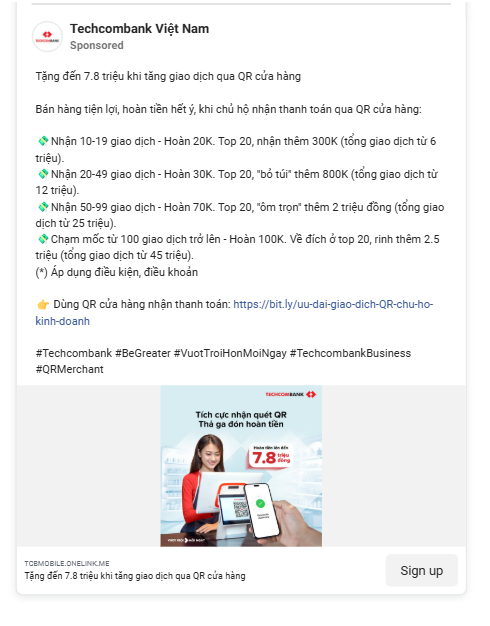 Techcombank Việt Nam
Sponsored
TECHCOMBANK
Tặng đến 7.8 triệu khi tăng giao dịch qua QR cửa hàng
Bán hàng tiện lợi, hoàn tiền hết ý, khi chủ hộ nhận thanh toán qua QR cửa hàng:
💸Nhận 10-19 giao dịch - Hoàn 20K. Top 20, nhận thêm 300K (tổng giao dịch từ 6
triệu).
💸Nhận 20-49 giao dịch - Hoàn 30K. Top 20, "bỏ túi" thêm 800K (tổng giao dịch từ
12 triệu).
💸Nhận 50-99 giao dịch - Hoàn 70K. Top 20, "ôm trọn" thêm 2 triệu đồng (tổng giao
dịch từ 25 triệu).
💸Chạm mốc từ 100 giao dịch trở lên - Hoàn 100K. Về đích ở top 20, rinh thêm 2.5
triệu (tổng giao dịch từ 45 triệu).
(*) Áp dụng điều kiện, điều khoản
👉 Dùng QR cửa hàng nhận thanh toán: https://bit.ly/uu-dai-giao-dich-QR-chu-ho-
kinh-doanh
#Techcombank #BeGreater #VuotTroiHonMoiNgay #TechcombankBusiness
#QRMerchant
TECHCOMBANK
Tích cực nhận quét QR
Thả ga đón hoàn tiền
Hoàn tiền lên đến
7.8 triệu
đồng
VƯỢT TRỘI HƠN MỖI NGÀY
TCBMOBILE.ONELINK.ME
Tặng đến 7.8 triệu khi tăng giao dịch qua QR cửa hàng
Sign up